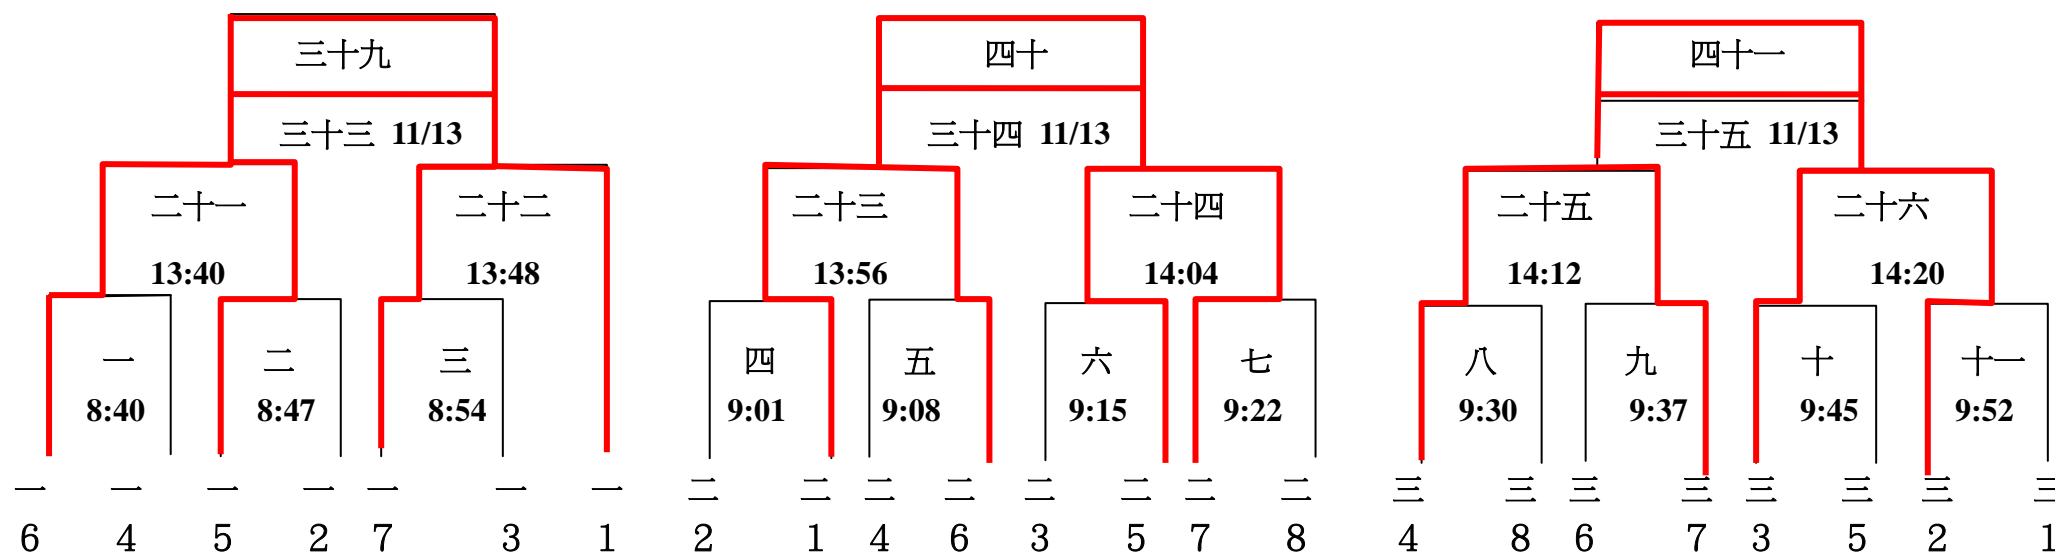 三十九 四十 四十一
三十三 11/13 三十四 11/13 三十五 11/13
二十一 二十二 二十三 二十四 二十五 二十六
13:40 13:48 13:56 14:04 14:12 14:20
一 二 三 四 五 六 七 八 九 十 十一
8:40 8:47 8:54 9:01 9:08 9:15 9:22 9:30 9:37 9:45 9:52
一 一 一 一 一 一 一 二 二 二 二 二 二 二 二 三 三 三 三 三 三 三 三
6 4 5 2 7 3 1 2 1 4 6 3 5 7 8 4 8 6 7 3 5 2 1